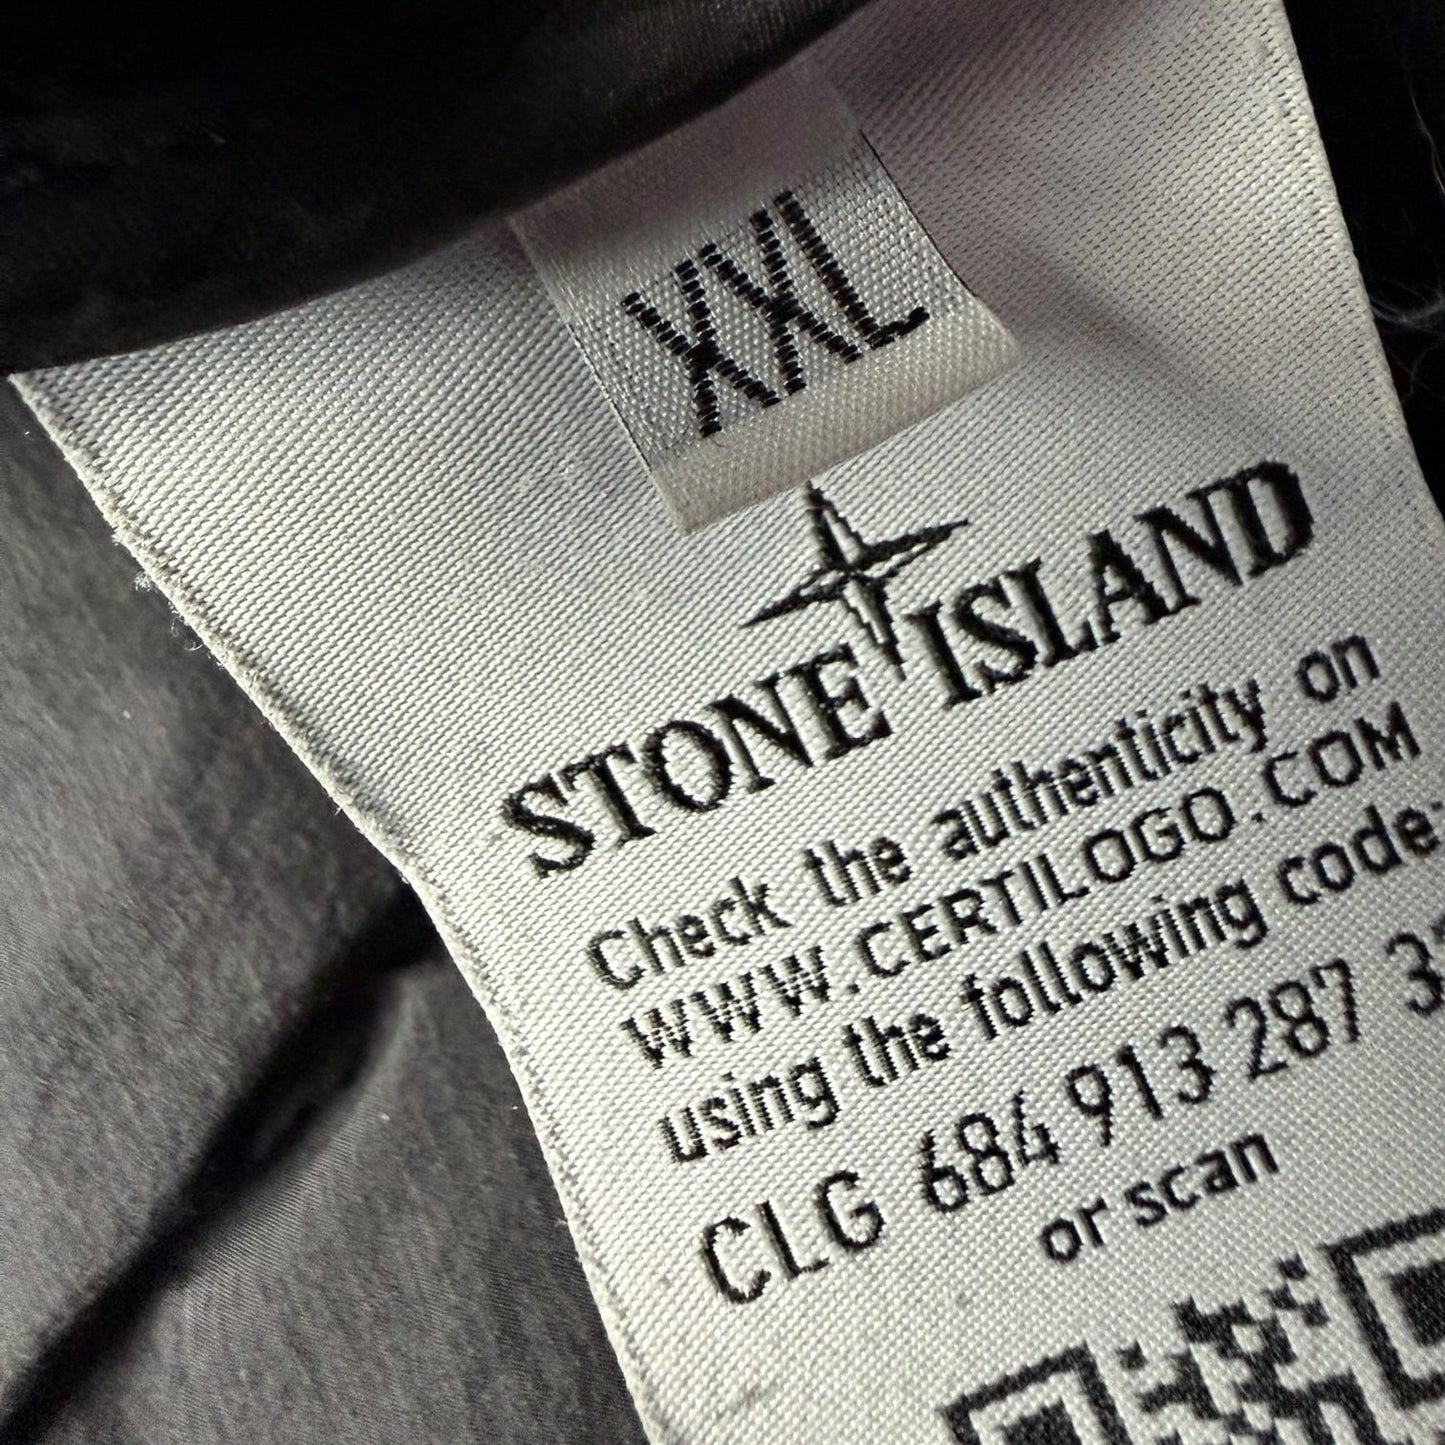 XXL
STONE ISLAND
Check the authenticity on
WWW.CERTILOGO.COM
using the following code:
CLG 684 913 287 3
or scan